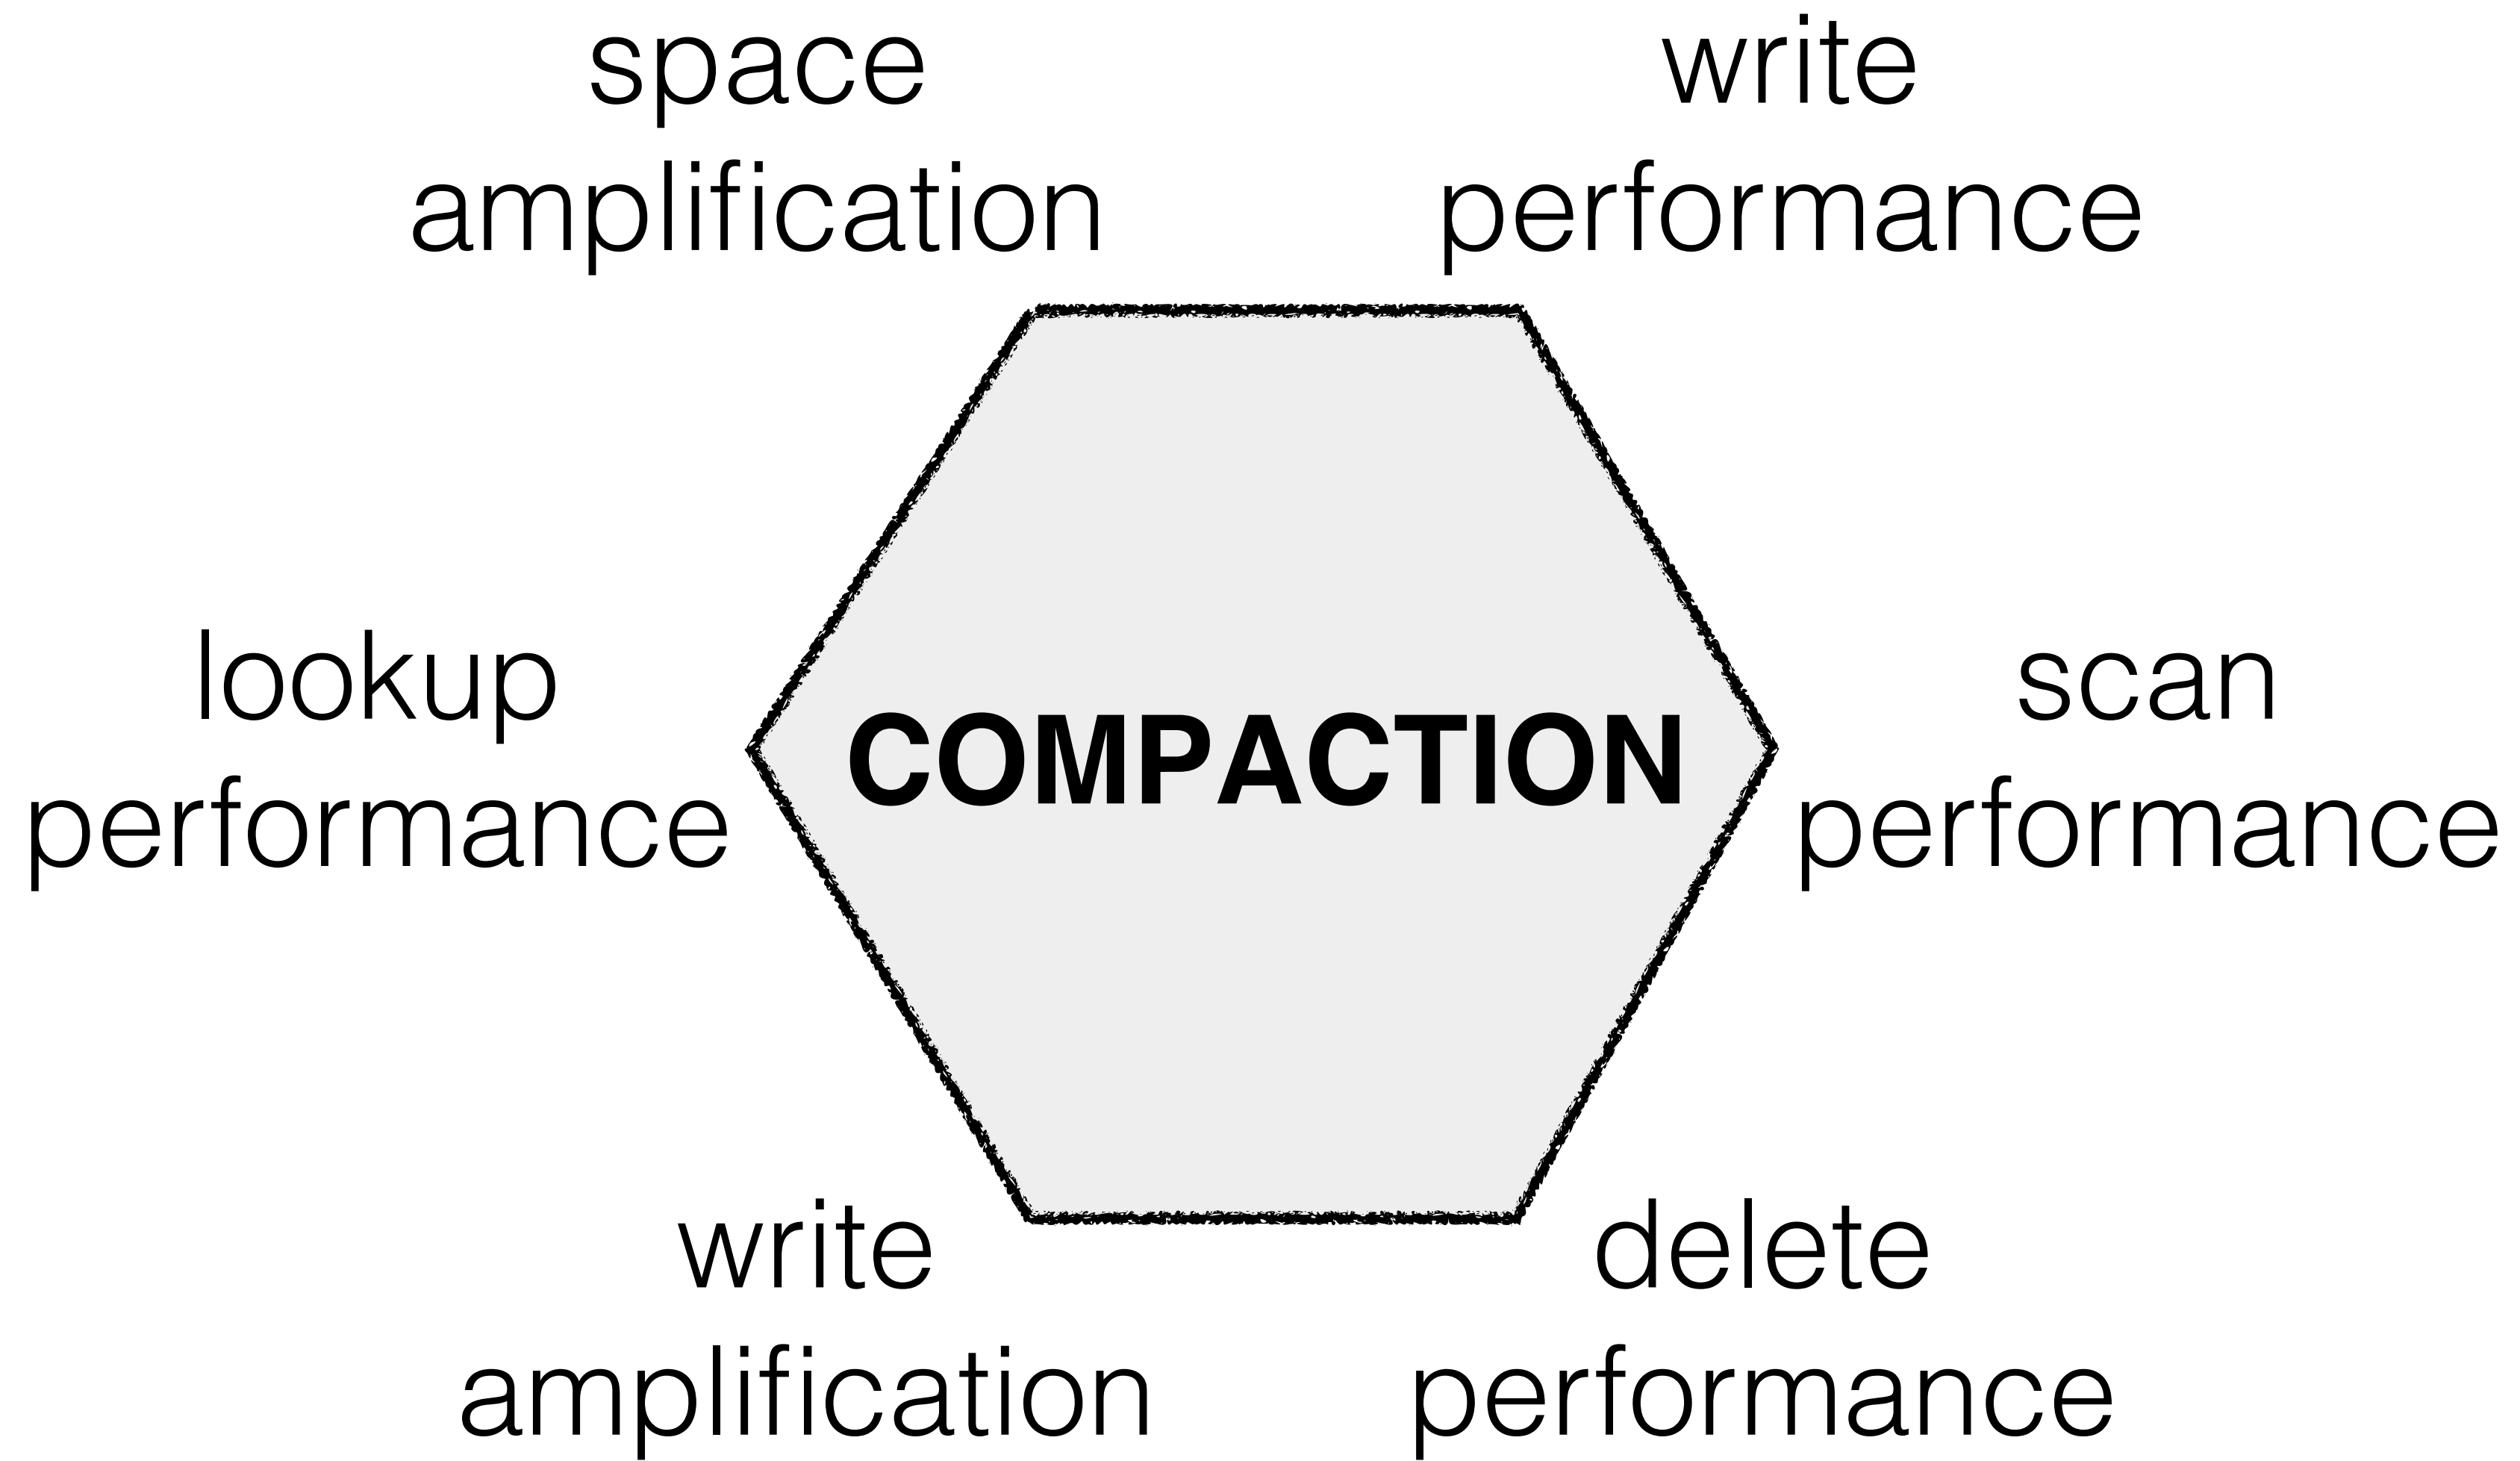 space
amplification
write
performance
lookup
performance
COMPACTION
scan
performance
write
amplification
delete
performance